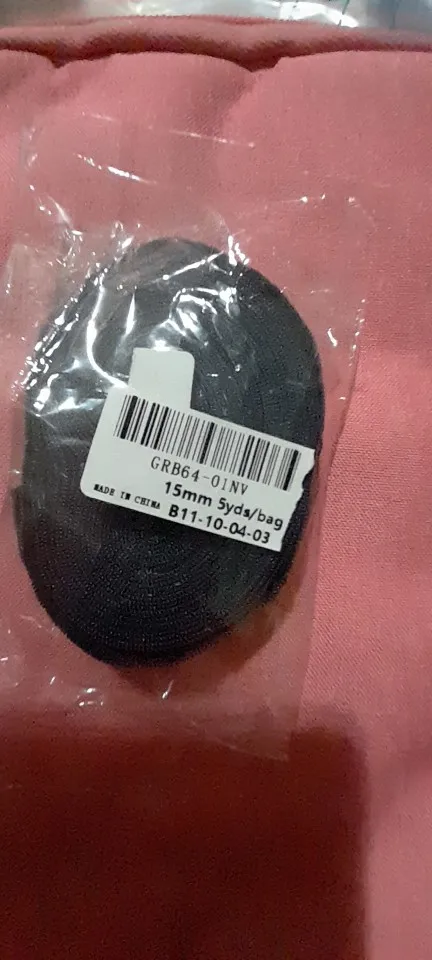 GRB64-01NV
15mm 5yds/bag
MADE IN CHINA
B11-10-04-03